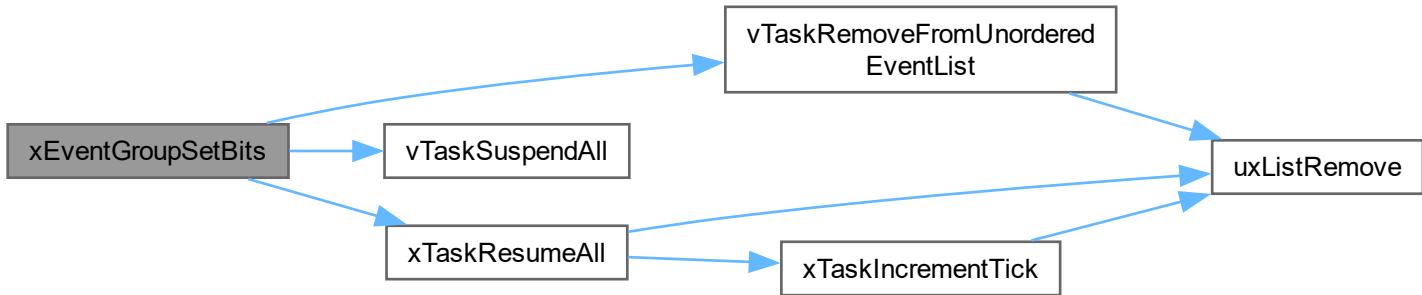 vTaskRemoveFromUnordered
EventList
xEventGroupSetBits
vTaskSuspendAll
uxListRemove
xTaskResumeAll
xTaskIncrementTick